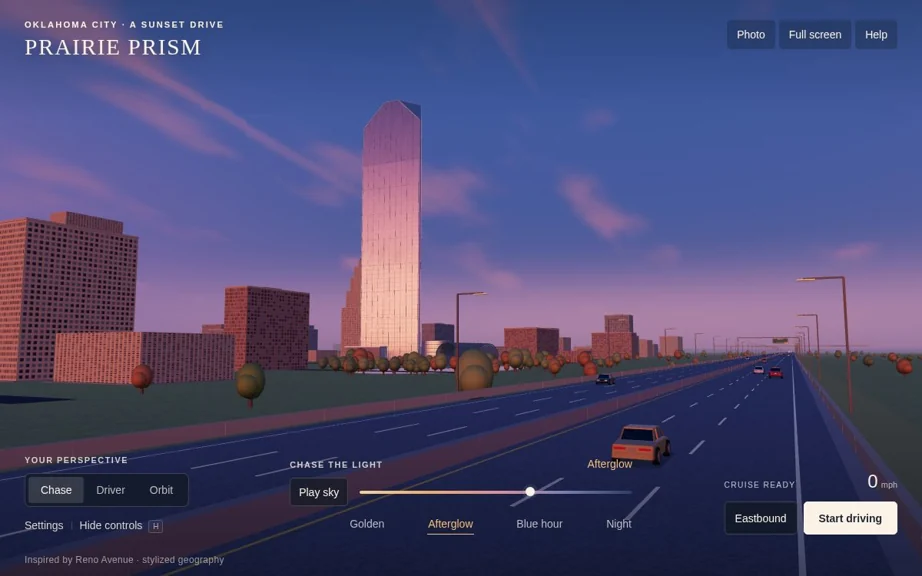 OKLAHOMA CITY · A SUNSET DRIVE
PRAIRIE PRISM
Photo
Full screen
Help
YOUR PERSPECTIVE
Chase
Driver
Orbit
Settings
Hide controls H
CHASE THE LIGHT
Afterglow
Play sky
Golden
Afterglow
Blue hour
Night
CRUISE READY
0 mph
Eastbound
Start driving
Inspired by Reno Avenue · stylized geography